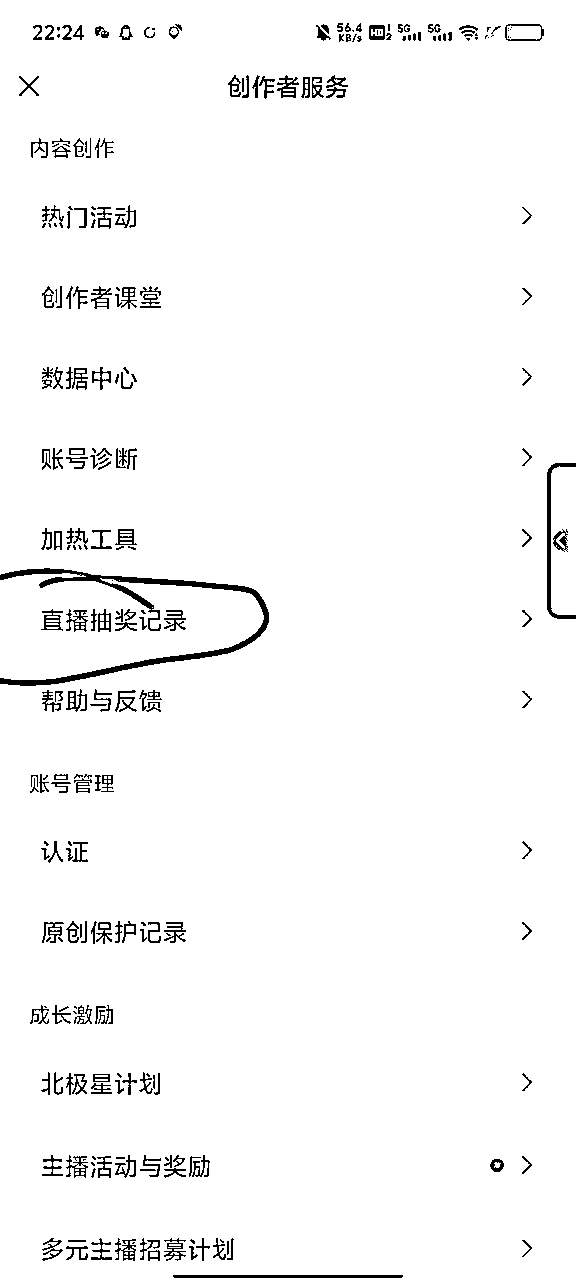 22:24 56.4 KB/s HD 1 2 5G 5G
创作者服务
内容创作
热门活动
创作者课堂
数据中心
账号诊断
加热工具
直播抽奖记录
帮助与反馈
账号管理
认证
原创保护记录
成长激励
北极星计划
主播活动与奖励
多元主播招募计划